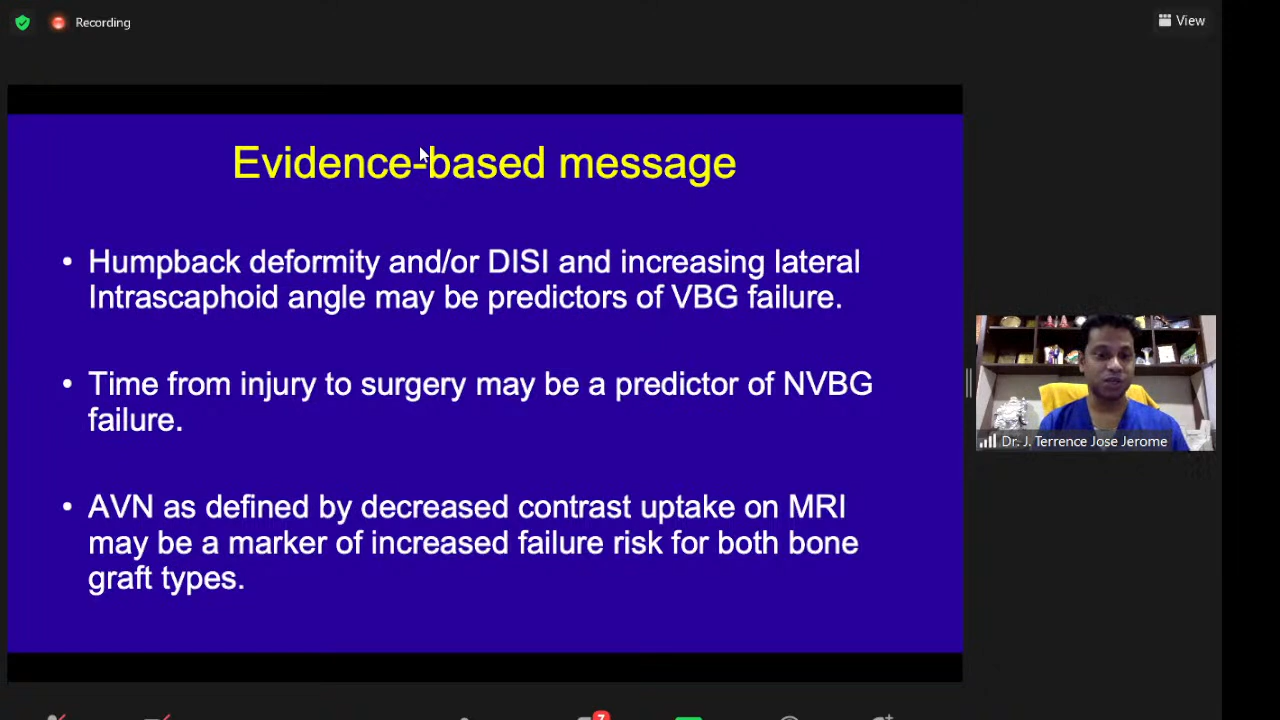 Recording
View
Evidence-based message
• Humpback deformity and/or DISI and increasing lateral
Intrascaphoid angle may be predictors of VBG failure.
• Time from injury to surgery may be a predictor of NVBG
failure.
• AVN as defined by decreased contrast uptake on MRI
may be a marker of increased failure risk for both bone
graft types.
Dr. J. Terrence Jose Jerome
7